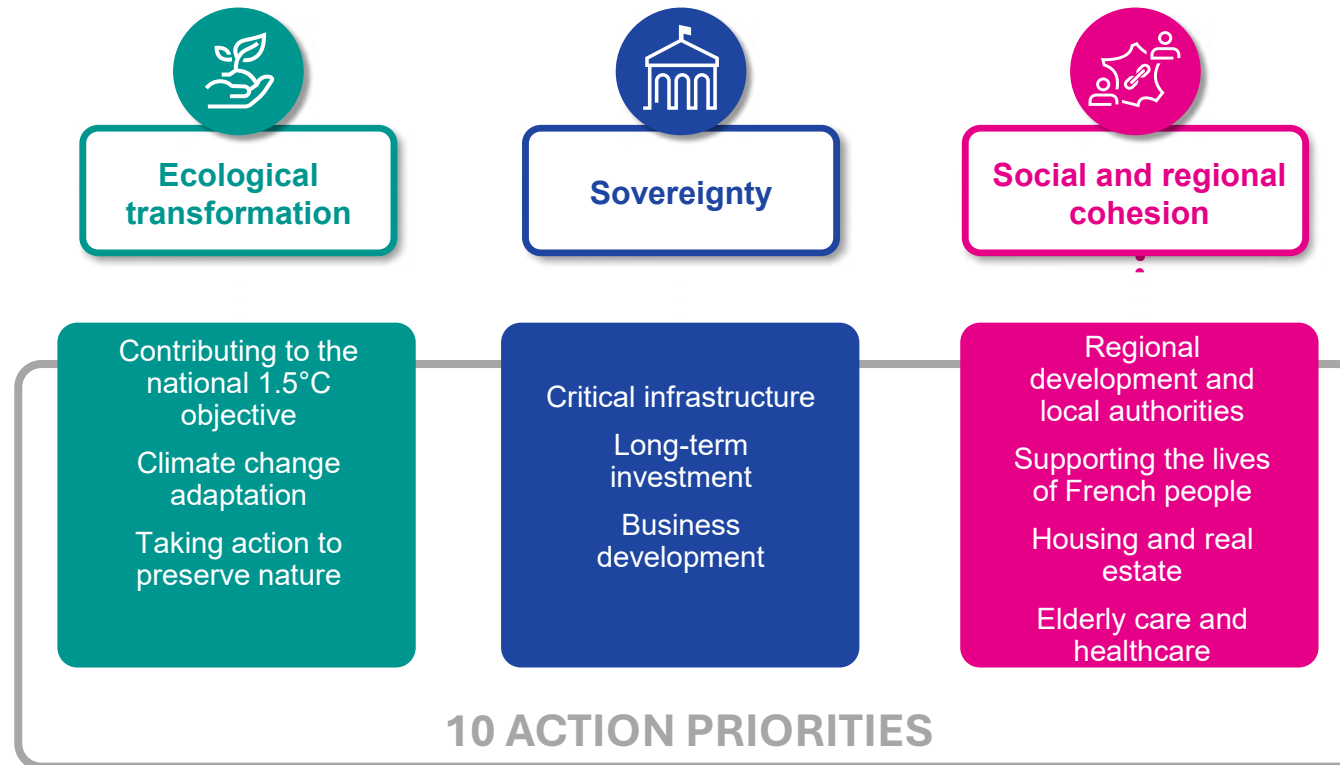 Ecological
transformation
Sovereignty
Social and regional
cohesion
Contributing to the
national 1.5°C
objective
Climate change
adaptation
Taking action to
preserve nature
Critical infrastructure
Long-term
investment
Business
development
Regional
development and
local authorities
Supporting the lives
of French people
Housing and real
estate
Elderly care and
healthcare
10 ACTION PRIORITIES